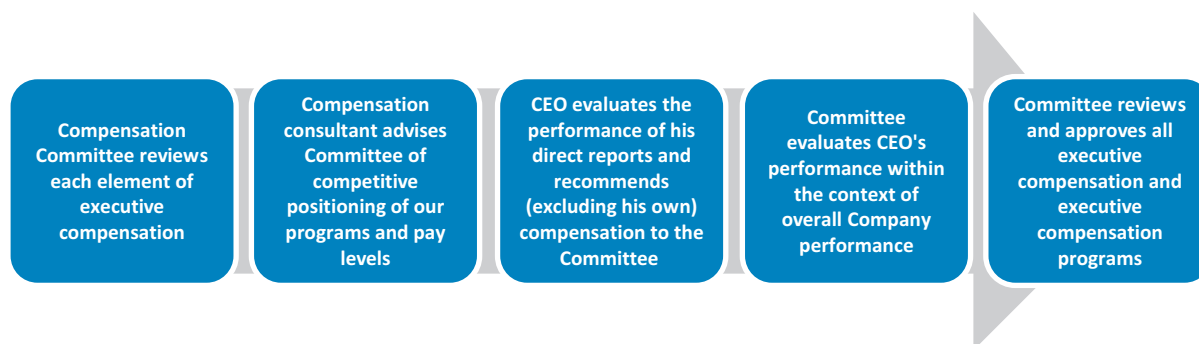 Compensation
Committee reviews
each element of
executive
compensation
Compensation
consultant advises
Committee of
competitive
positioning of our
programs and pay
levels
CEO evaluates the
performance of his
direct reports and
recommends
(excluding his own)
compensation to the
Committee
Committee
evaluates CEO's
performance within
the context of
overall Company
performance
Committee reviews
and approves all
executive
compensation and
executive
compensation
programs